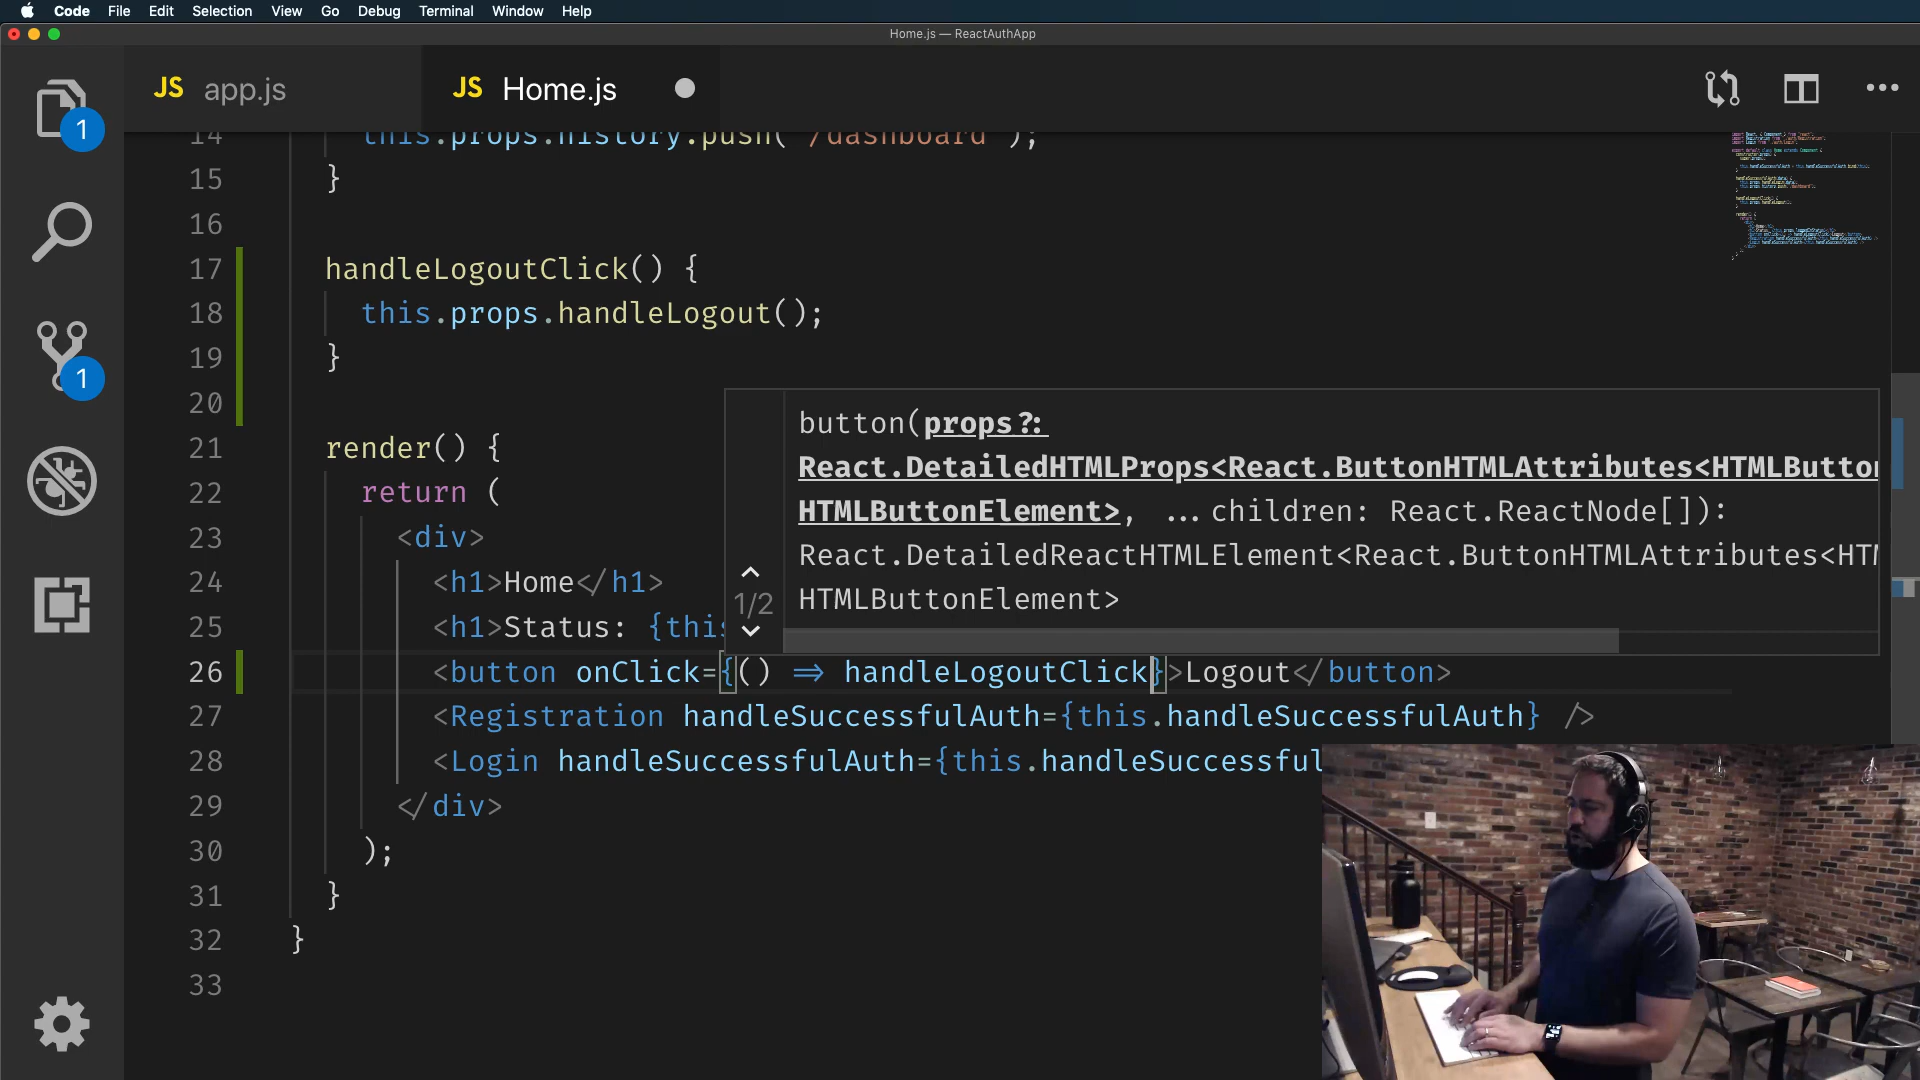 Code File Edit Selection View Go Debug Terminal Window Help
Home.js — ReactAuthApp
JS app.js
JS Home.js
1
1
14 this.props.history.push("/dashboard");
15 }
16
17 handleLogoutClick() {
18 this.props.handleLogout();
19 }
20
21 render() {
22 return (
23 <div>
24 <h1>Home</h1>
25 <h1>Status: {this
26 <button onClick={() => handleLogoutClick}>Logout</button>
27 <Registration handleSuccessfulAuth={this.handleSuccessfulAuth} />
28 <Login handleSuccessfulAuth={this.handleSuccessful
29 </div>
30 );
31 }
32 }
33
button(props?:
React.DetailedHTMLProps<React.ButtonHTMLAttributes<HTMLButton
HTMLButtonElement>, ...children: React.ReactNode[]):
React.DetailedReactHTMLElement<React.ButtonHTMLAttributes<HTM
HTMLButtonElement>
1/2